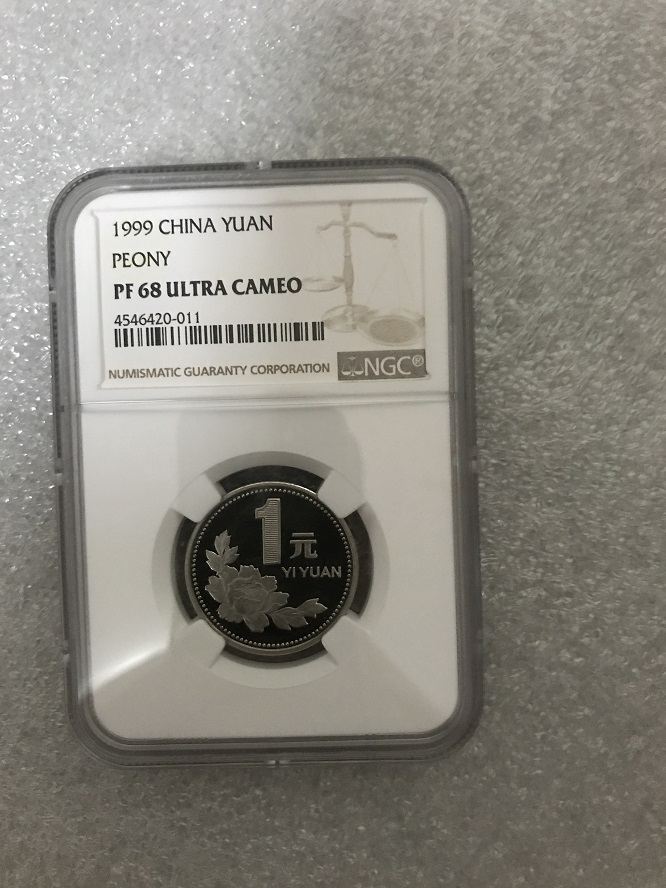 1999 CHINA YUAN
PEONY
PF 68 ULTRA CAMEO
4546420-011
NUMISMATIC GUARANTY CORPORATION
NGC®
1元
YI YUAN